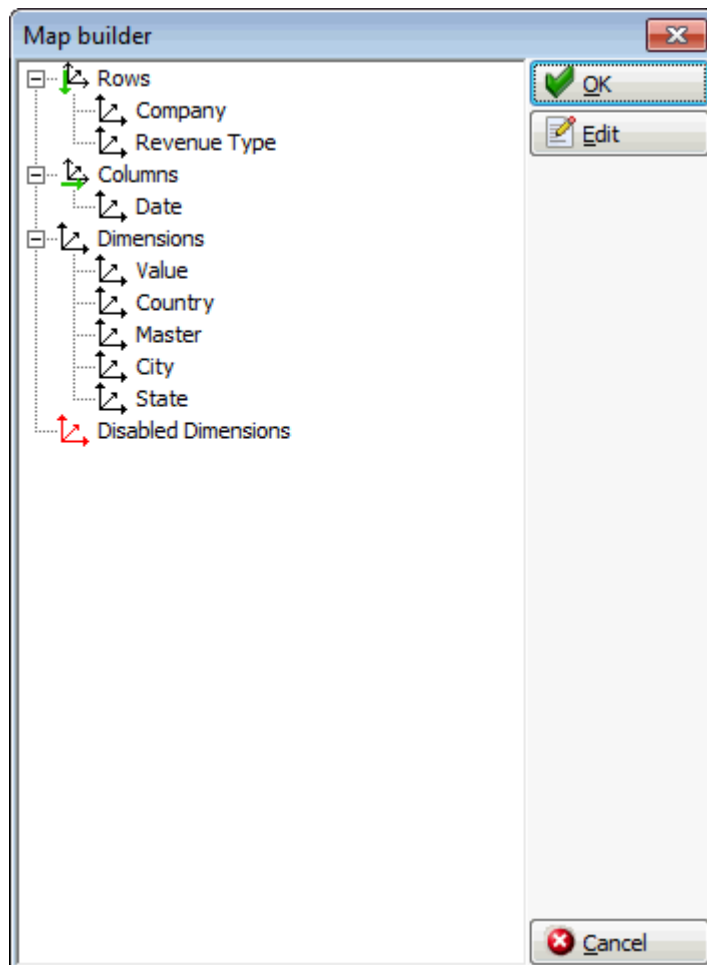 Map builder
Rows
Company
Revenue Type
Columns
Date
Dimensions
Value
Country
Master
City
State
Disabled Dimensions
OK
Edit
Cancel